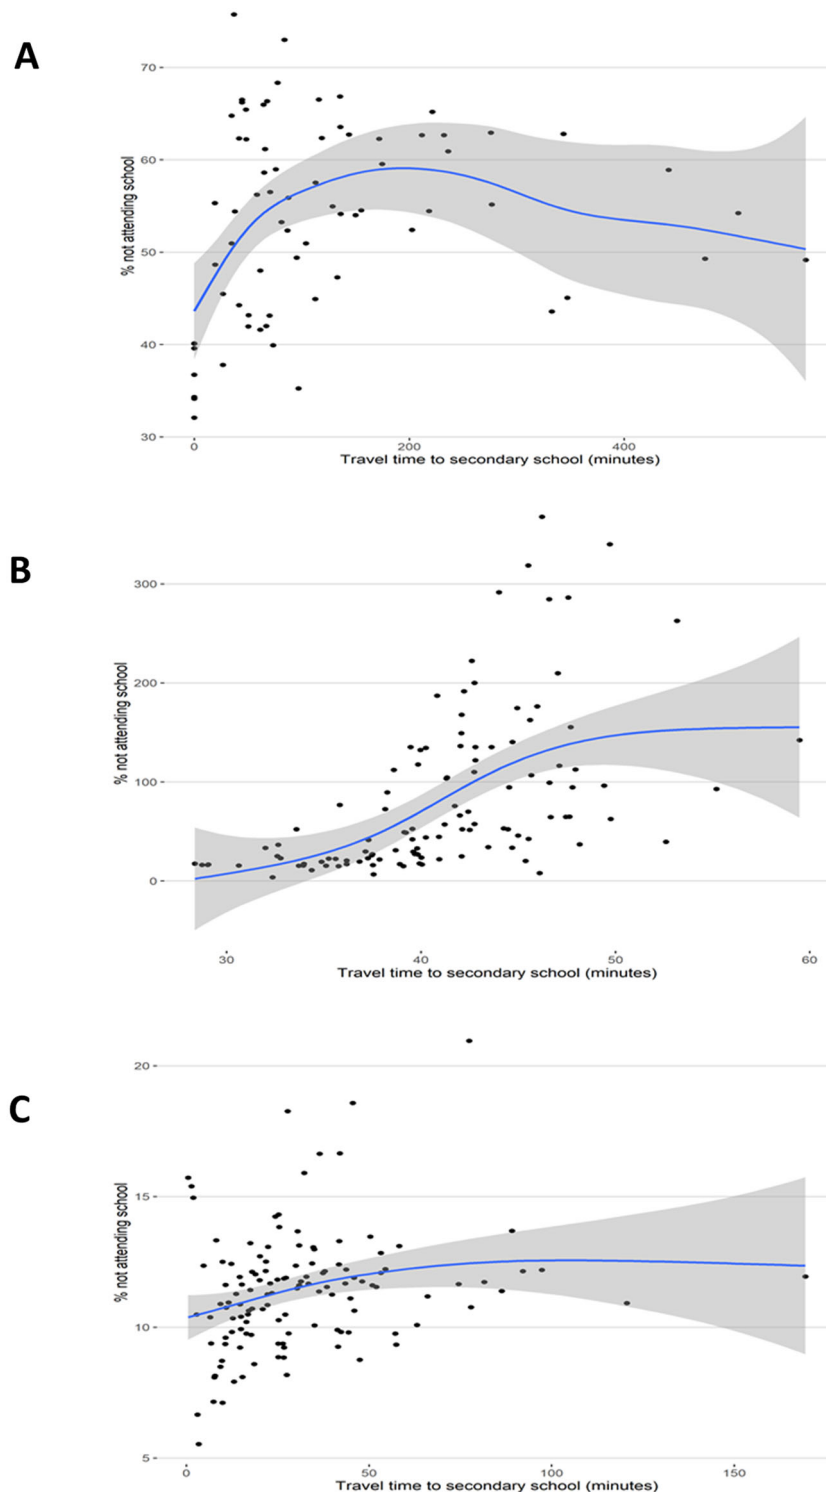 A
70
60
50
40
30
% not attending school
0 200 400
Travel time to secondary school (minutes)
B
300
200
100
0
% not attending school
30 40 50 60
Travel time to secondary school (minutes)
C
20
15
10
5
% not attending school
0 50 100 150
Travel time to secondary school (minutes)